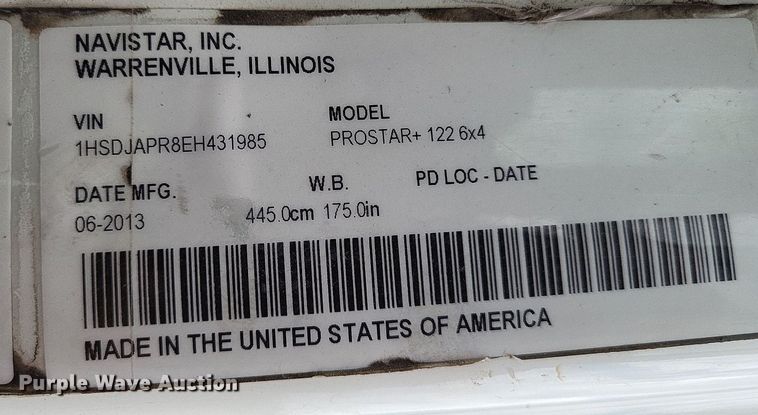 NAVISTAR, INC.
WARRENVILLE, ILLINOIS
VIN MODEL
1HSDJAPR8EH431985 PROSTAR+ 122 6x4
DATE MFG. W.B. PD LOC - DATE
06-2013 445.0cm 175.0in
MADE IN THE UNITED STATES OF AMERICA
Purple Wave Auction